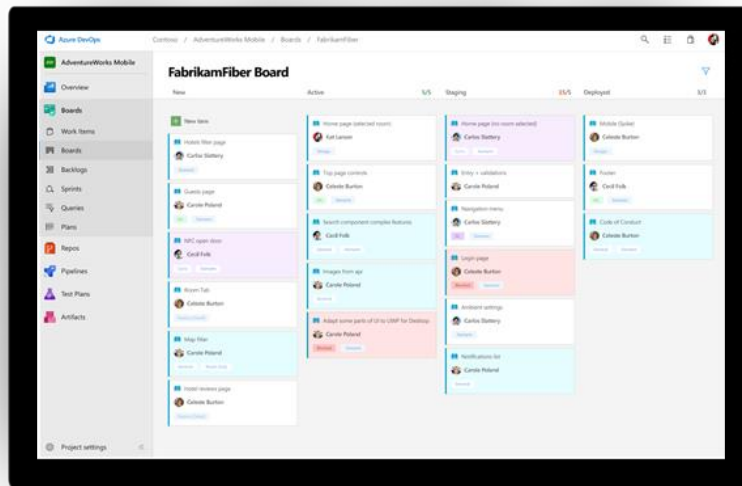 Azure DevOps
Contoso / AdventureWorks Mobile / Boards / FabrikamFiber
AdventureWorks Mobile
Overview
Boards
Work Items
Boards
Backlogs
Sprints
Queries
Plans
Repos
Pipelines
Test Plans
Artifacts
Project settings
FabrikamFiber Board
New
New item
Hotels filter page
Carlos Slattery
Guests page
Carole Poland
NFC open door
Cecil Folk
Room Tab
Celeste Burton
Map filter
Carole Poland
Hotel reviews page
Celeste Burton
Active 5/5
Home page (selected room)
Kat Larson
Design
Top page controls
Celeste Burton
Search component complex features
Cecil Folk
Images from api
Carole Poland
Adapt some parts of UI to UWP for Desktop
Carole Poland
Blocked
Staging
Home page (no room selected)
Carlos Slattery
Entry + validations
Carole Poland
Navigation menu
Carlos Slattery
Login page
Celeste Burton
Blocked
Ambient settings
Carlos Slattery
Notifications list
Carole Poland
Deployed 3/3
Mobile (Spike)
Celeste Burton
Design
Footer
Cecil Folk
Code of Conduct
Celeste Burton